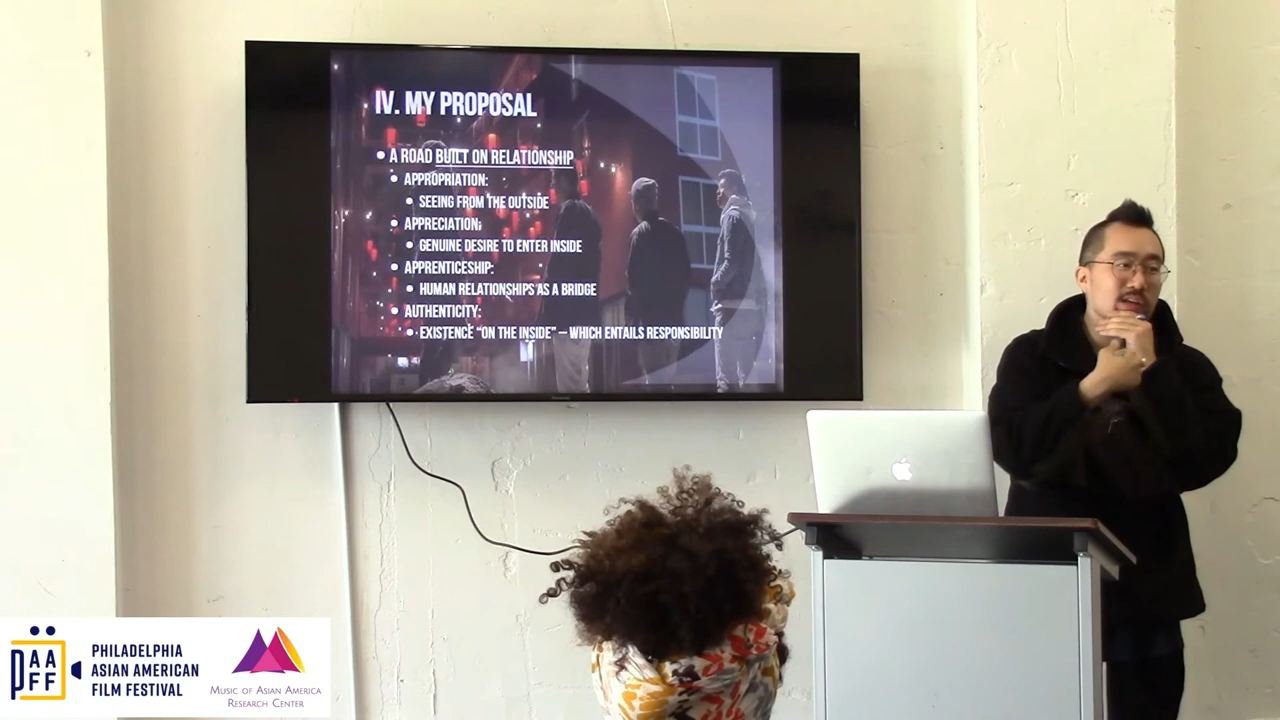 IV. MY PROPOSAL
• A ROAD BUILT ON RELATIONSHIP
• APPROPRIATION:
• SEEING FROM THE OUTSIDE
• APPRECIATION:
• GENUINE DESIRE TO ENTER INSIDE
• APPRENTICESHIP:
• HUMAN RELATIONSHIPS AS A BRIDGE
• AUTHENTICITY:
• EXISTENCE “ON THE INSIDE” – WHICH ENTAILS RESPONSIBILITY
PAAFF
PHILADELPHIA
ASIAN AMERICAN
FILM FESTIVAL
MUSIC OF ASIAN AMERICA
RESEARCH CENTER